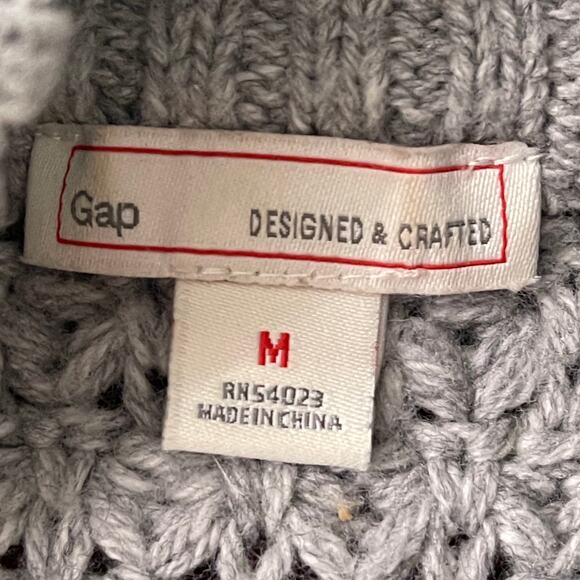 Gap DESIGNED & CRAFTED
M
RN54023
MADE IN CHINA